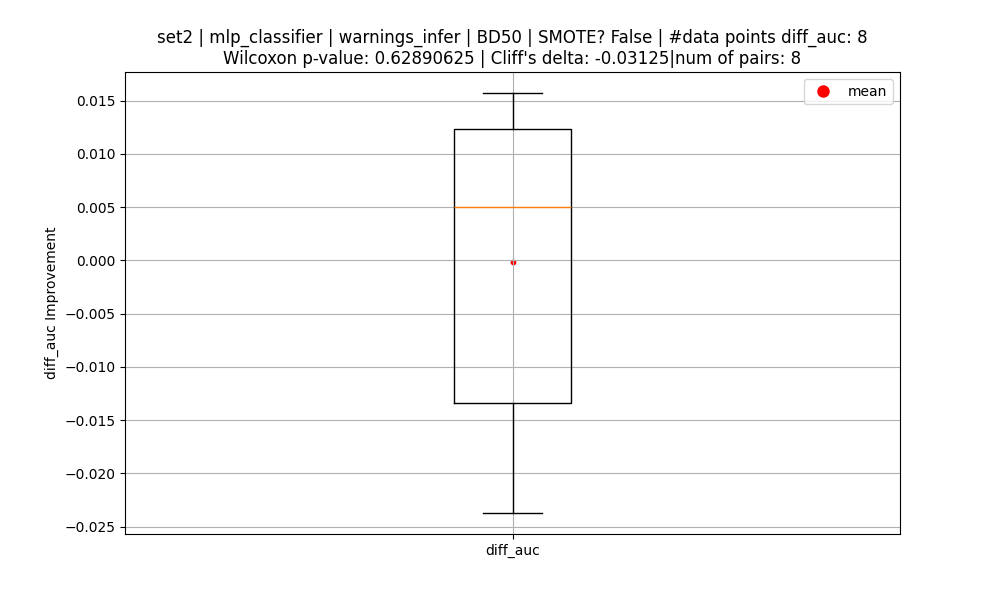 set2 | mlp_classifier | warnings_infer | BD50 | SMOTE? False | #data points diff_auc: 8
Wilcoxon p-value: 0.62890625 | Cliff's delta: -0.03125|num of pairs: 8
mean
0.015
0.010
0.005
0.000
−0.005
−0.010
−0.015
−0.020
−0.025
diff_auc Improvement
diff_auc